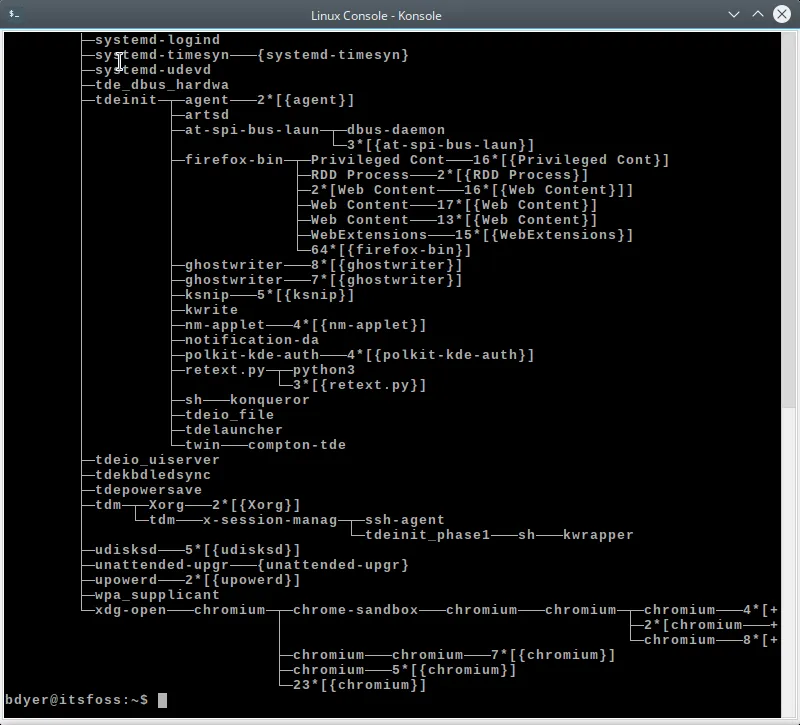 Linux Console - Konsole
├─systemd-logind
├─systemd-timesyn───{systemd-timesyn}
├─systemd-udevd
├─tde_dbus_hardwa
├─tdeinit─┬─agent───2*[{agent}]
│         ├─artsd
│         ├─at-spi-bus-laun─┬─dbus-daemon
│         │                 └─3*[{at-spi-bus-laun}]
│         ├─firefox-bin─┬─Privileged Cont───16*[{Privileged Cont}]
│         │             ├─RDD Process───2*[{RDD Process}]
│         │             ├─2*[Web Content───16*[{Web Content}]]
│         │             ├─Web Content───17*[{Web Content}]
│         │             ├─Web Content───13*[{Web Content}]
│         │             ├─WebExtensions───15*[{WebExtensions}]
│         │             └─64*[{firefox-bin}]
│         ├─ghostwriter───8*[{ghostwriter}]
│         ├─ghostwriter───7*[{ghostwriter}]
│         ├─ksnip───5*[{ksnip}]
│         ├─kwrite
│         ├─nm-applet───4*[{nm-applet}]
│         ├─notification-da
│         ├─polkit-kde-auth───4*[{polkit-kde-auth}]
│         ├─retext.py─┬─python3
│         │           └─3*[{retext.py}]
│         ├─sh───konqueror
│         ├─tdeio_file
│         ├─tdelauncher
│         └─twin───compton-tde
├─tdeio_uiserver
├─tdekbdledsync
├─tdepowersave
├─tdm─┬─Xorg───2*[{Xorg}]
│     └─tdm───x-session-manag─┬─ssh-agent
│                             └─tdeinit_phase1───sh───kwrapper
├─udisksd───5*[{udisksd}]
├─unattended-upgr───{unattended-upgr}
├─upowerd───2*[{upowerd}]
├─wpa_supplicant
└─xdg-open───chromium─┬─chrome-sandbox───chromium───chromium─┬─chromium───4*[+
                      │                                      ├─2*[chromium───+
                      │                                      └─chromium───8*[+
                      ├─chromium───chromium───7*[{chromium}]
                      ├─chromium───5*[{chromium}]
                      └─23*[{chromium}]
bdyer@itsfoss:~$